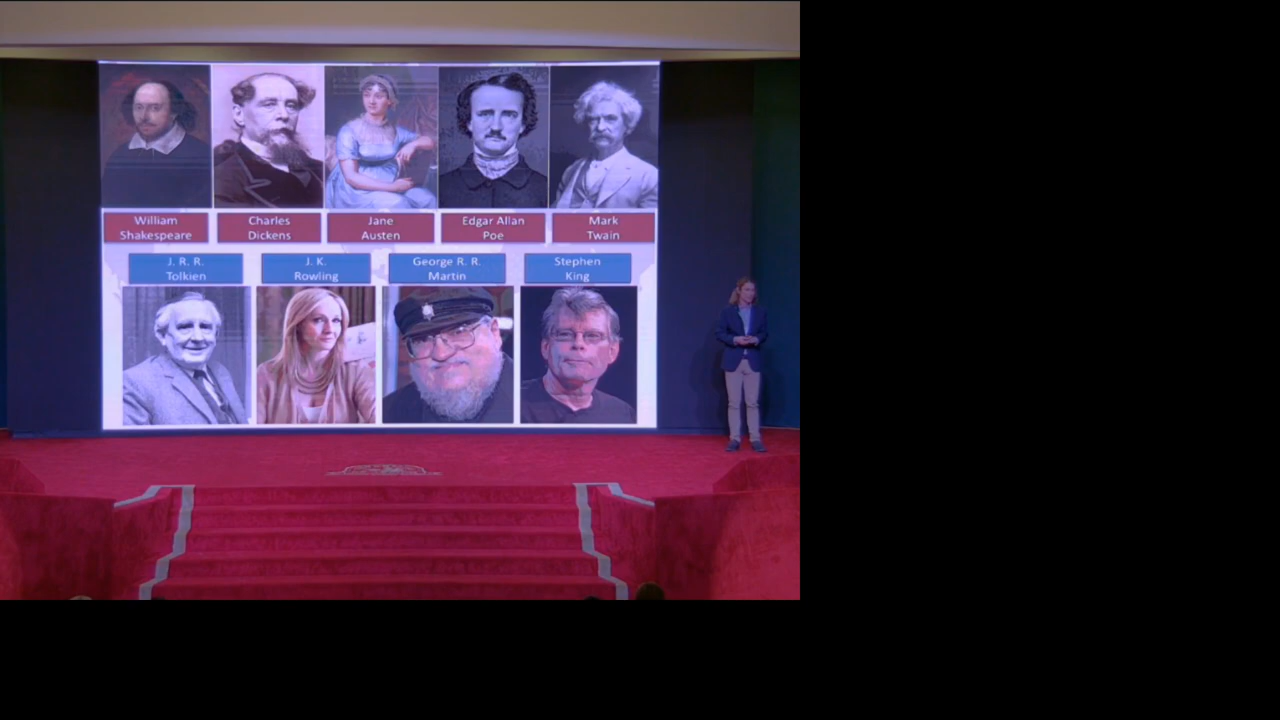 William
Shakespeare
Charles
Dickens
Jane
Austen
Edgar Allan
Poe
Mark
Twain
J. R. R.
Tolkien
J. K.
Rowling
George R. R.
Martin
Stephen
King